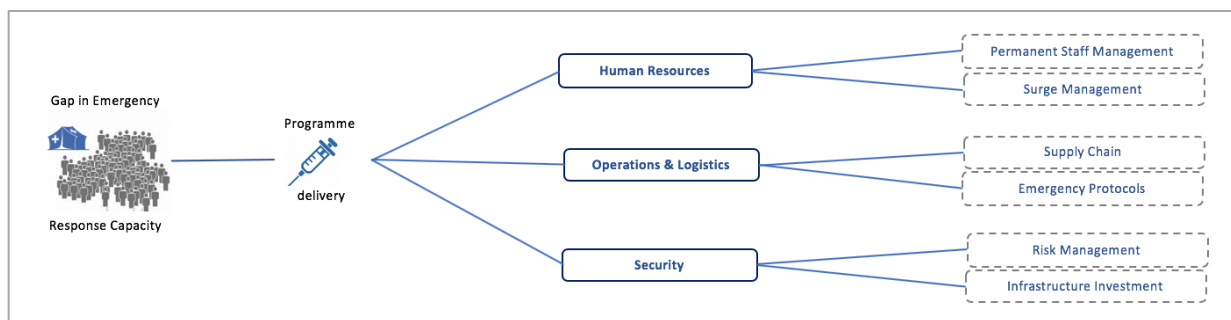 Gap in Emergency
Response Capacity
Programme
delivery
Human Resources
Permanent Staff Management
Surge Management
Operations & Logistics
Supply Chain
Emergency Protocols
Security
Risk Management
Infrastructure Investment